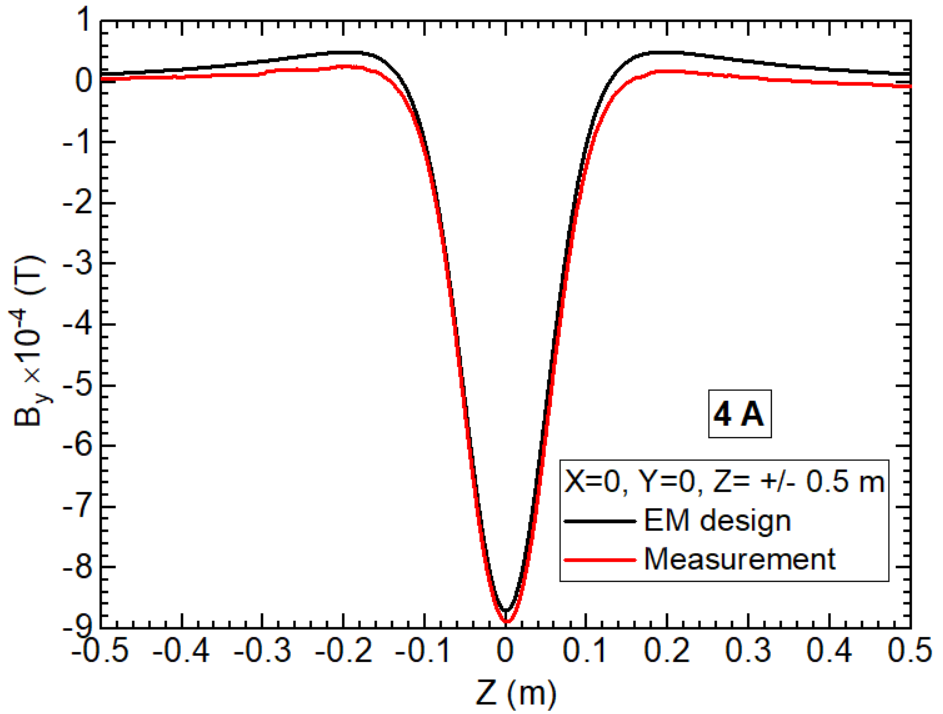 1
0
-1
-2
-3
-4
-5
-6
-7
-8
-9
B_y ×10^-4 (T)
4 A
X=0, Y=0, Z= +/- 0.5 m
EM design
Measurement
-0.5 -0.4 -0.3 -0.2 -0.1 0 0.1 0.2 0.3 0.4 0.5
Z (m)